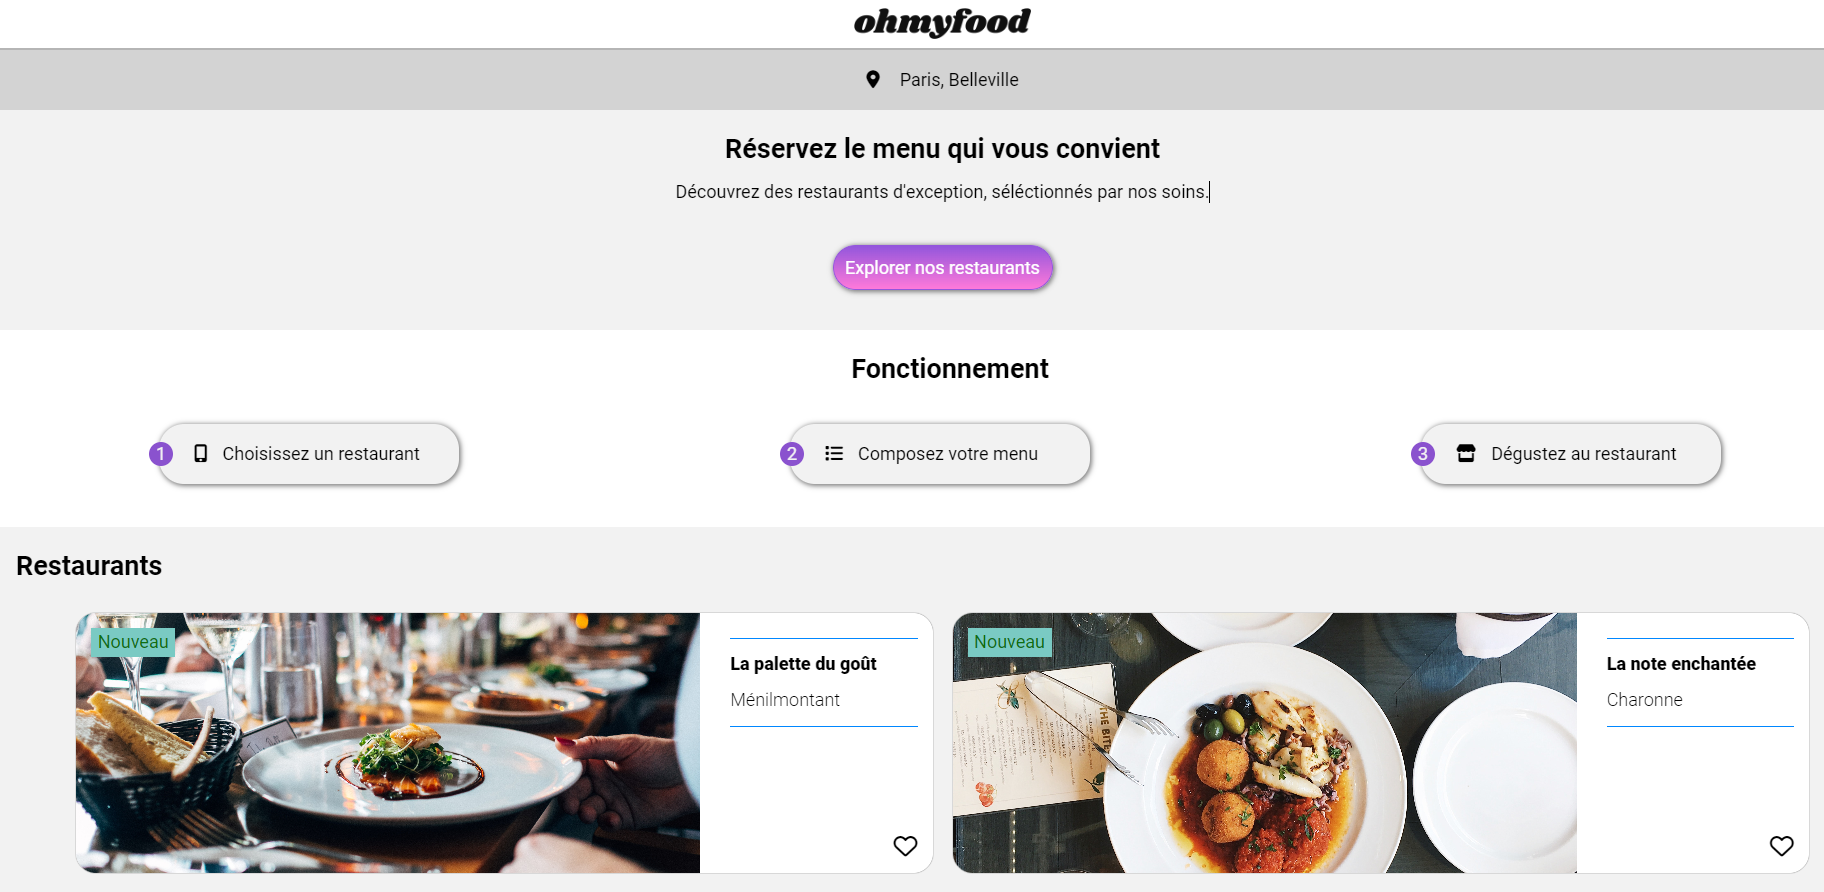 ohmyfood
Paris, Belleville
Réservez le menu qui vous convient
Découvrez des restaurants d'exception, séléctionnés par nos soins.
Explorer nos restaurants
Fonctionnement
1 Choisissez un restaurant
2 Composez votre menu
3 Dégustez au restaurant
Restaurants
Nouveau
La palette du goût
Ménilmontant
Nouveau
THE BITE
La note enchantée
Charonne